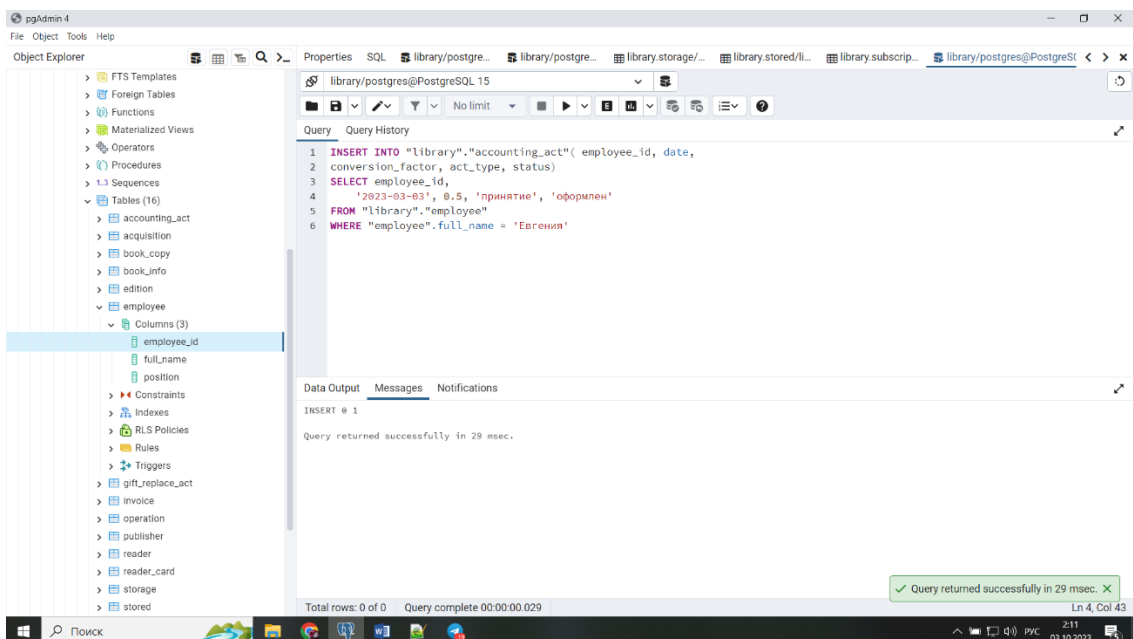 pgAdmin 4
File Object Tools Help
Object Explorer
Properties SQL library/postgre... library/postgre... library.storage/... library.stored/li... library.subscrip... library/postgres@PostgreSQ
FTS Templates
Foreign Tables
Functions
Materialized Views
Operators
Procedures
1..3 Sequences
Tables (16)
accounting_act
acquisition
book_copy
book_info
edition
employee
Columns (3)
employee_id
full_name
position
Constraints
Indexes
RLS Policies
Rules
Triggers
gift_replace_act
invoice
operation
publisher
reader
reader_card
storage
stored
library/postgres@PostgreSQL 15
No limit
Query Query History
1 INSERT INTO "library"."accounting_act"( employee_id, date,
2 conversion_factor, act_type, status)
3 SELECT employee_id,
4 '2023-03-03', 0.5, 'принятие', 'оформлен'
5 FROM "library"."employee"
6 WHERE "employee".full_name = 'Евгения'
Data Output Messages Notifications
INSERT 0 1
Query returned successfully in 29 msec.
Query returned successfully in 29 msec.
Total rows: 0 of 0 Query complete 00:00:00.029 Ln 4, Col 43
Поиск
РУС
2:11
03.10.2023